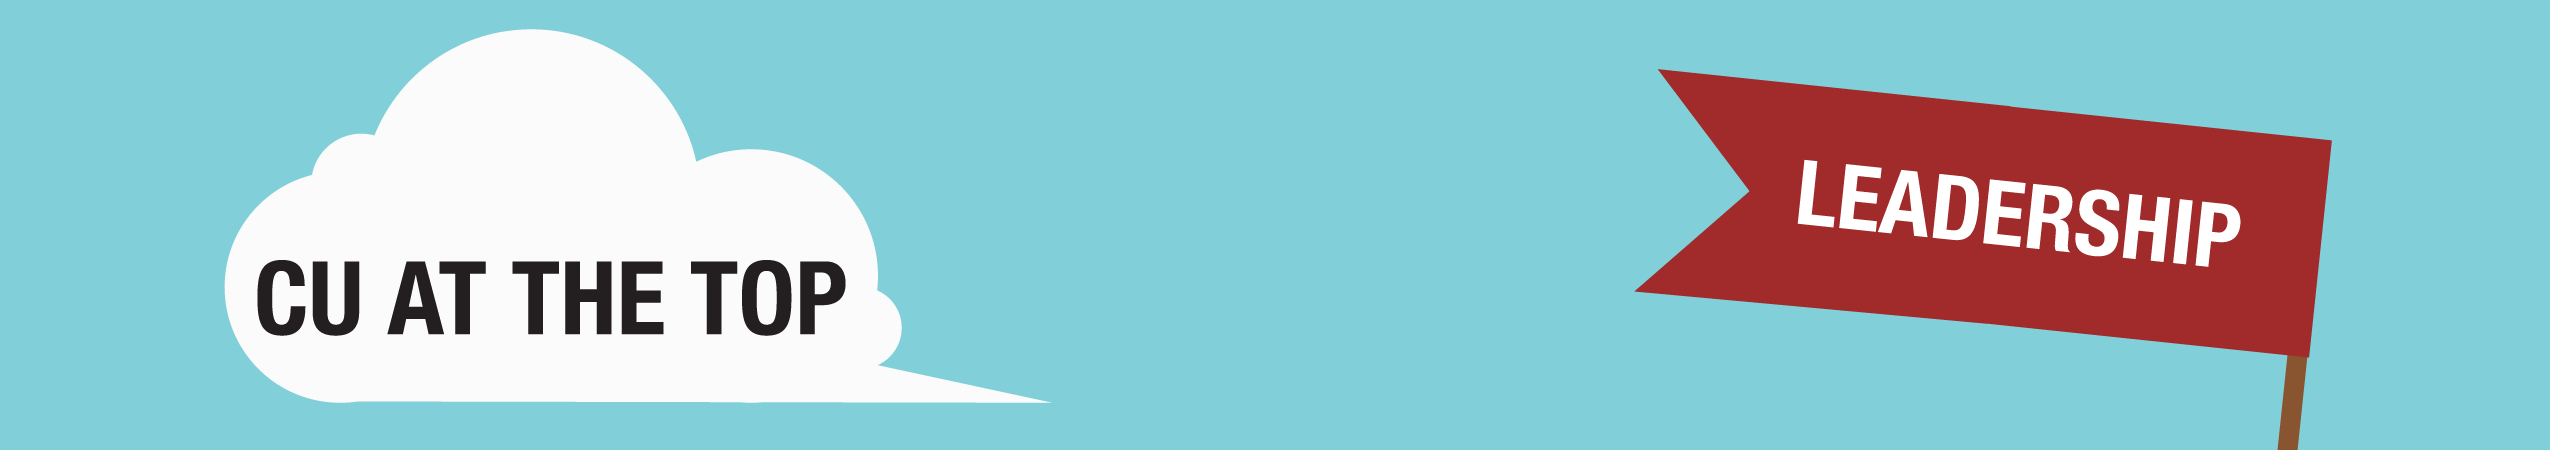 CU AT THE TOP
LEADERSHIP